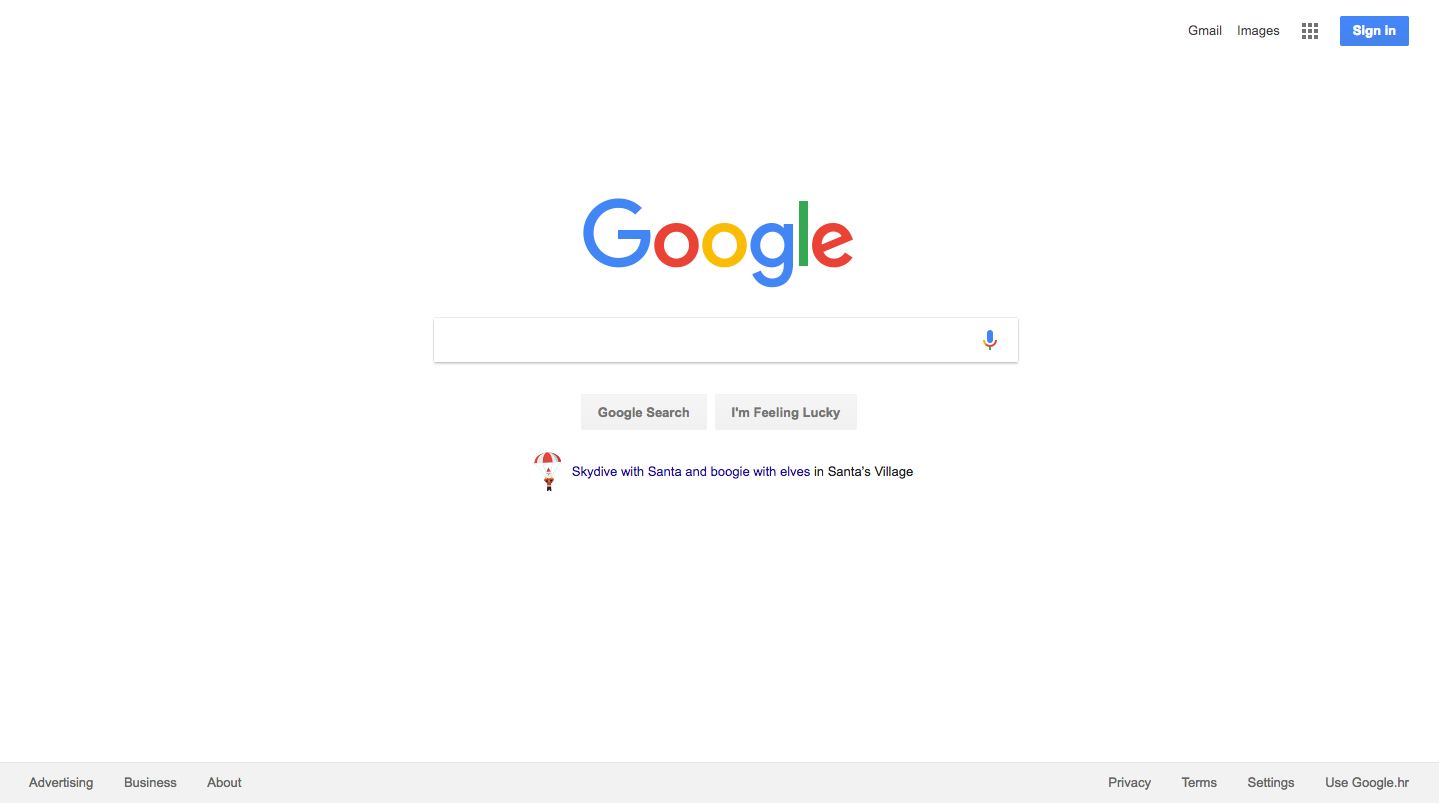 Gmail Images Sign in
Google
Google Search I'm Feeling Lucky
Skydive with Santa and boogie with elves in Santa's Village
Advertising Business About Privacy Terms Settings Use Google.hr